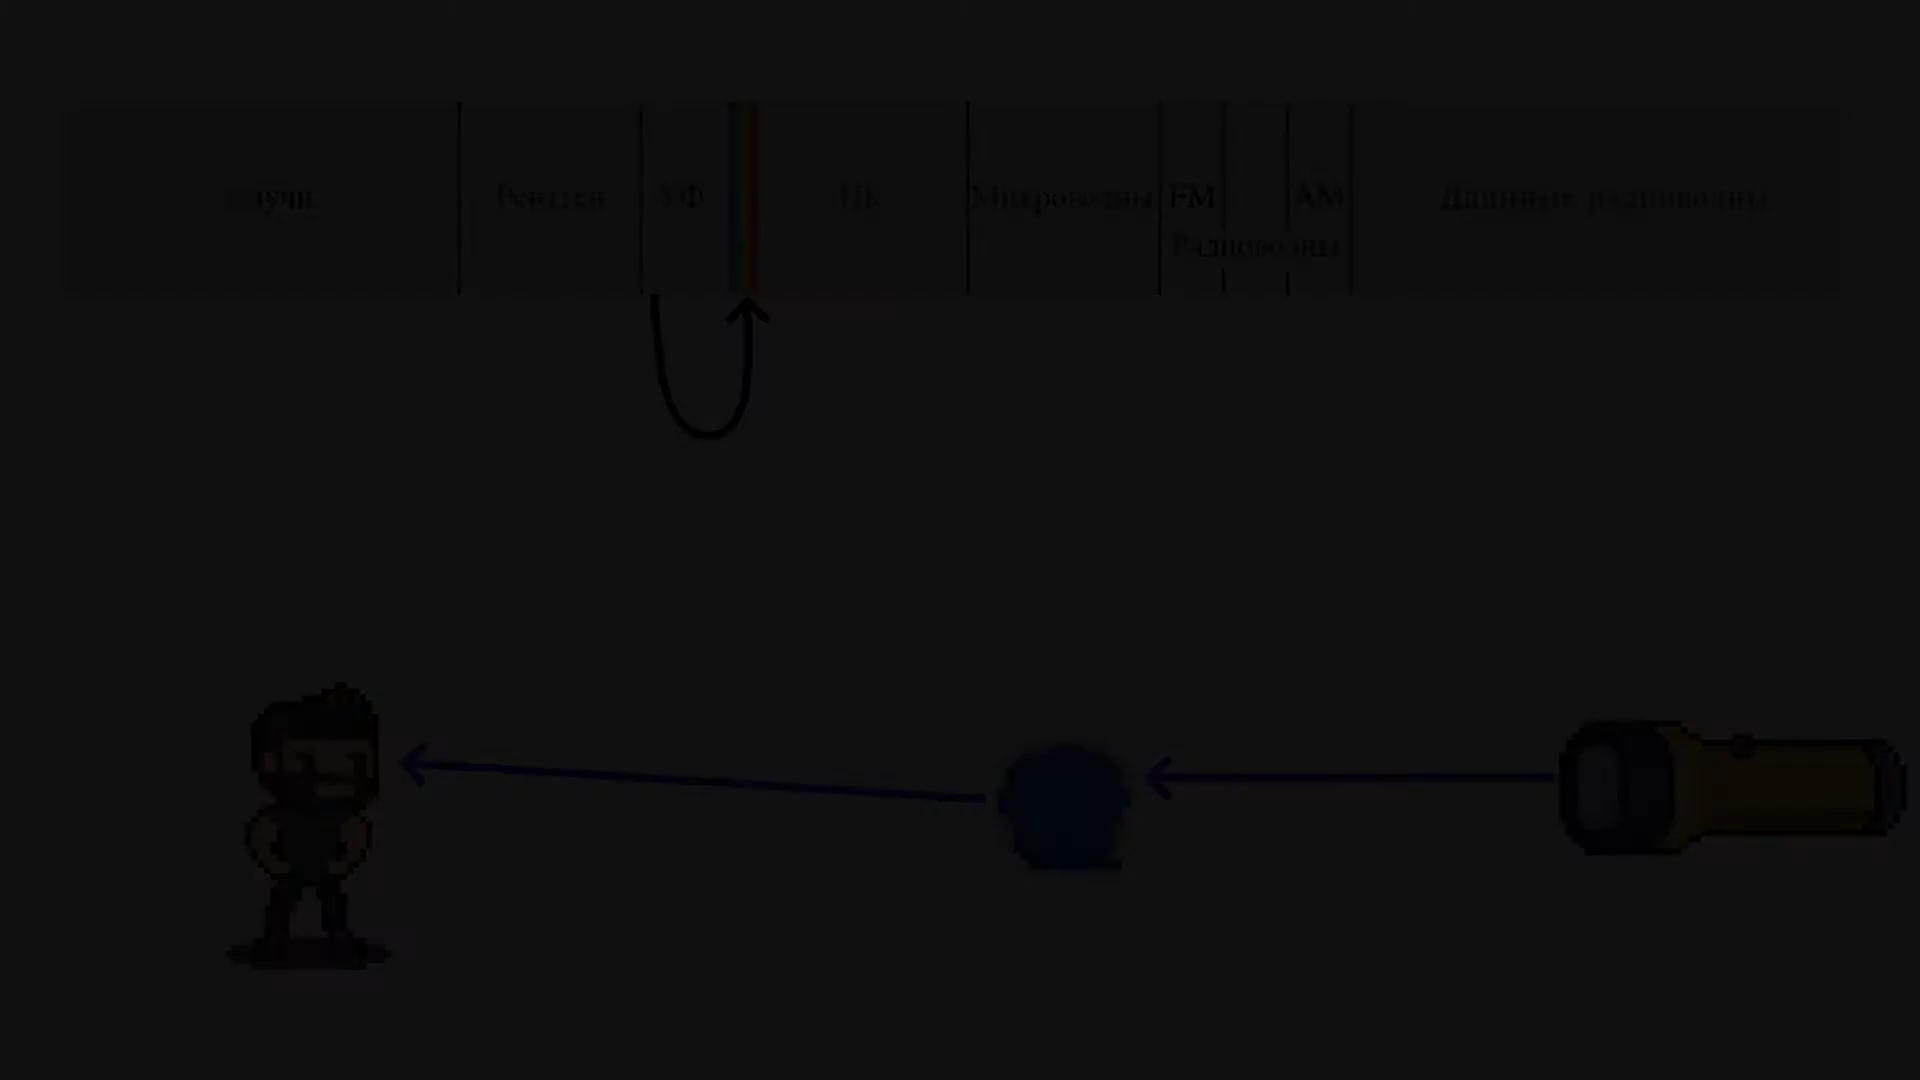 лучи
Рентген
УФ
ИК
Микроволны
FM
AM
Радиоволны
Длинные радиоволны